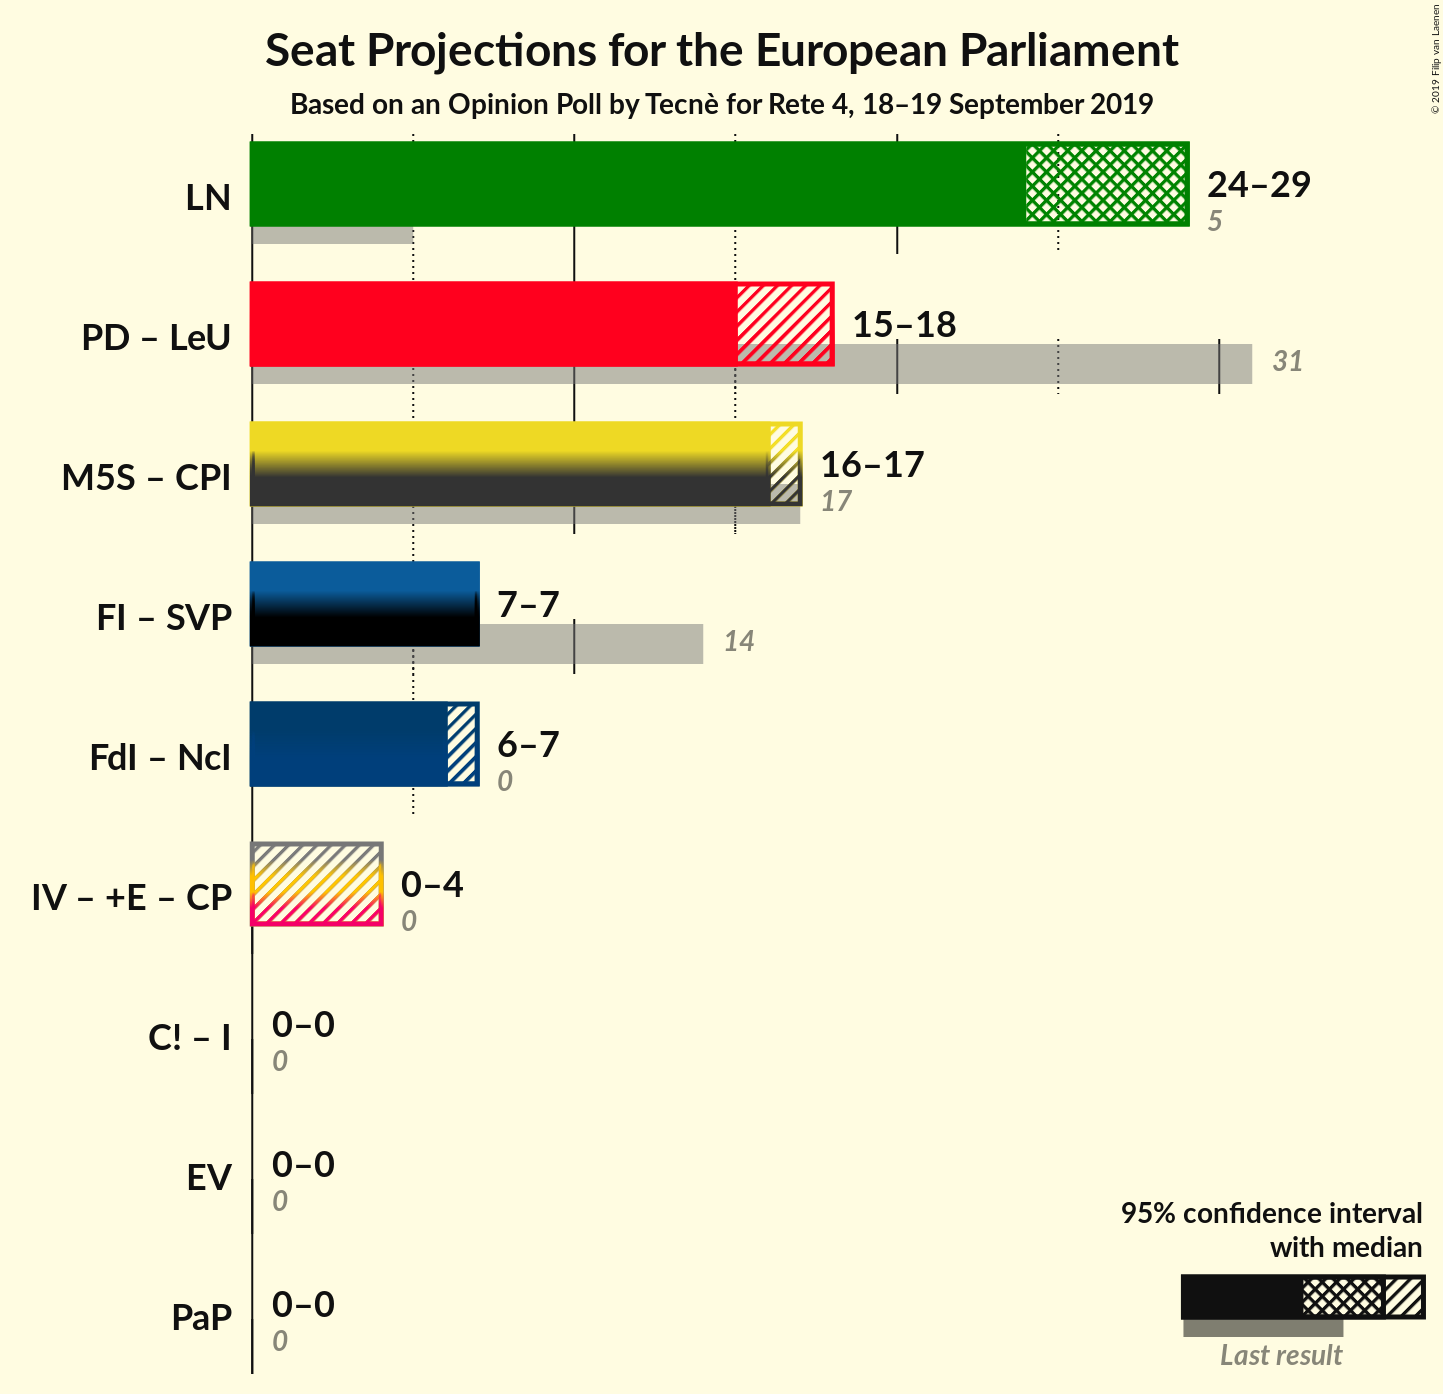 Seat Projections for the European Parliament
Based on an Opinion Poll by Tecnè for Rete 4, 18–19 September 2019
© 2019 Filip van Laenen
LN
24–29
5
PD – LeU
15–18
31
M5S – CPI
16–17
17
FI – SVP
7–7
14
FdI – NcI
6–7
0
IV – +E – CP
0–4
0
C! – I
0–0
0
EV
0–0
0
PaP
0–0
0
95% confidence interval
with median
Last result